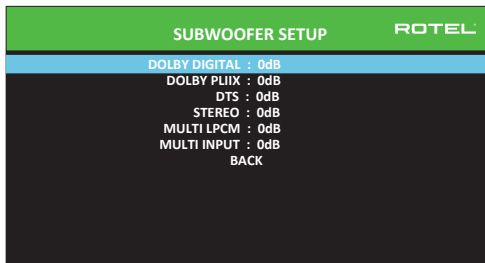 SUBWOOFER SETUP
ROTEL
DOLBY DIGITAL : 0dB
DOLBY PLIIX : 0dB
DTS : 0dB
STEREO : 0dB
MULTI LPCM : 0dB
MULTI INPUT : 0dB
BACK